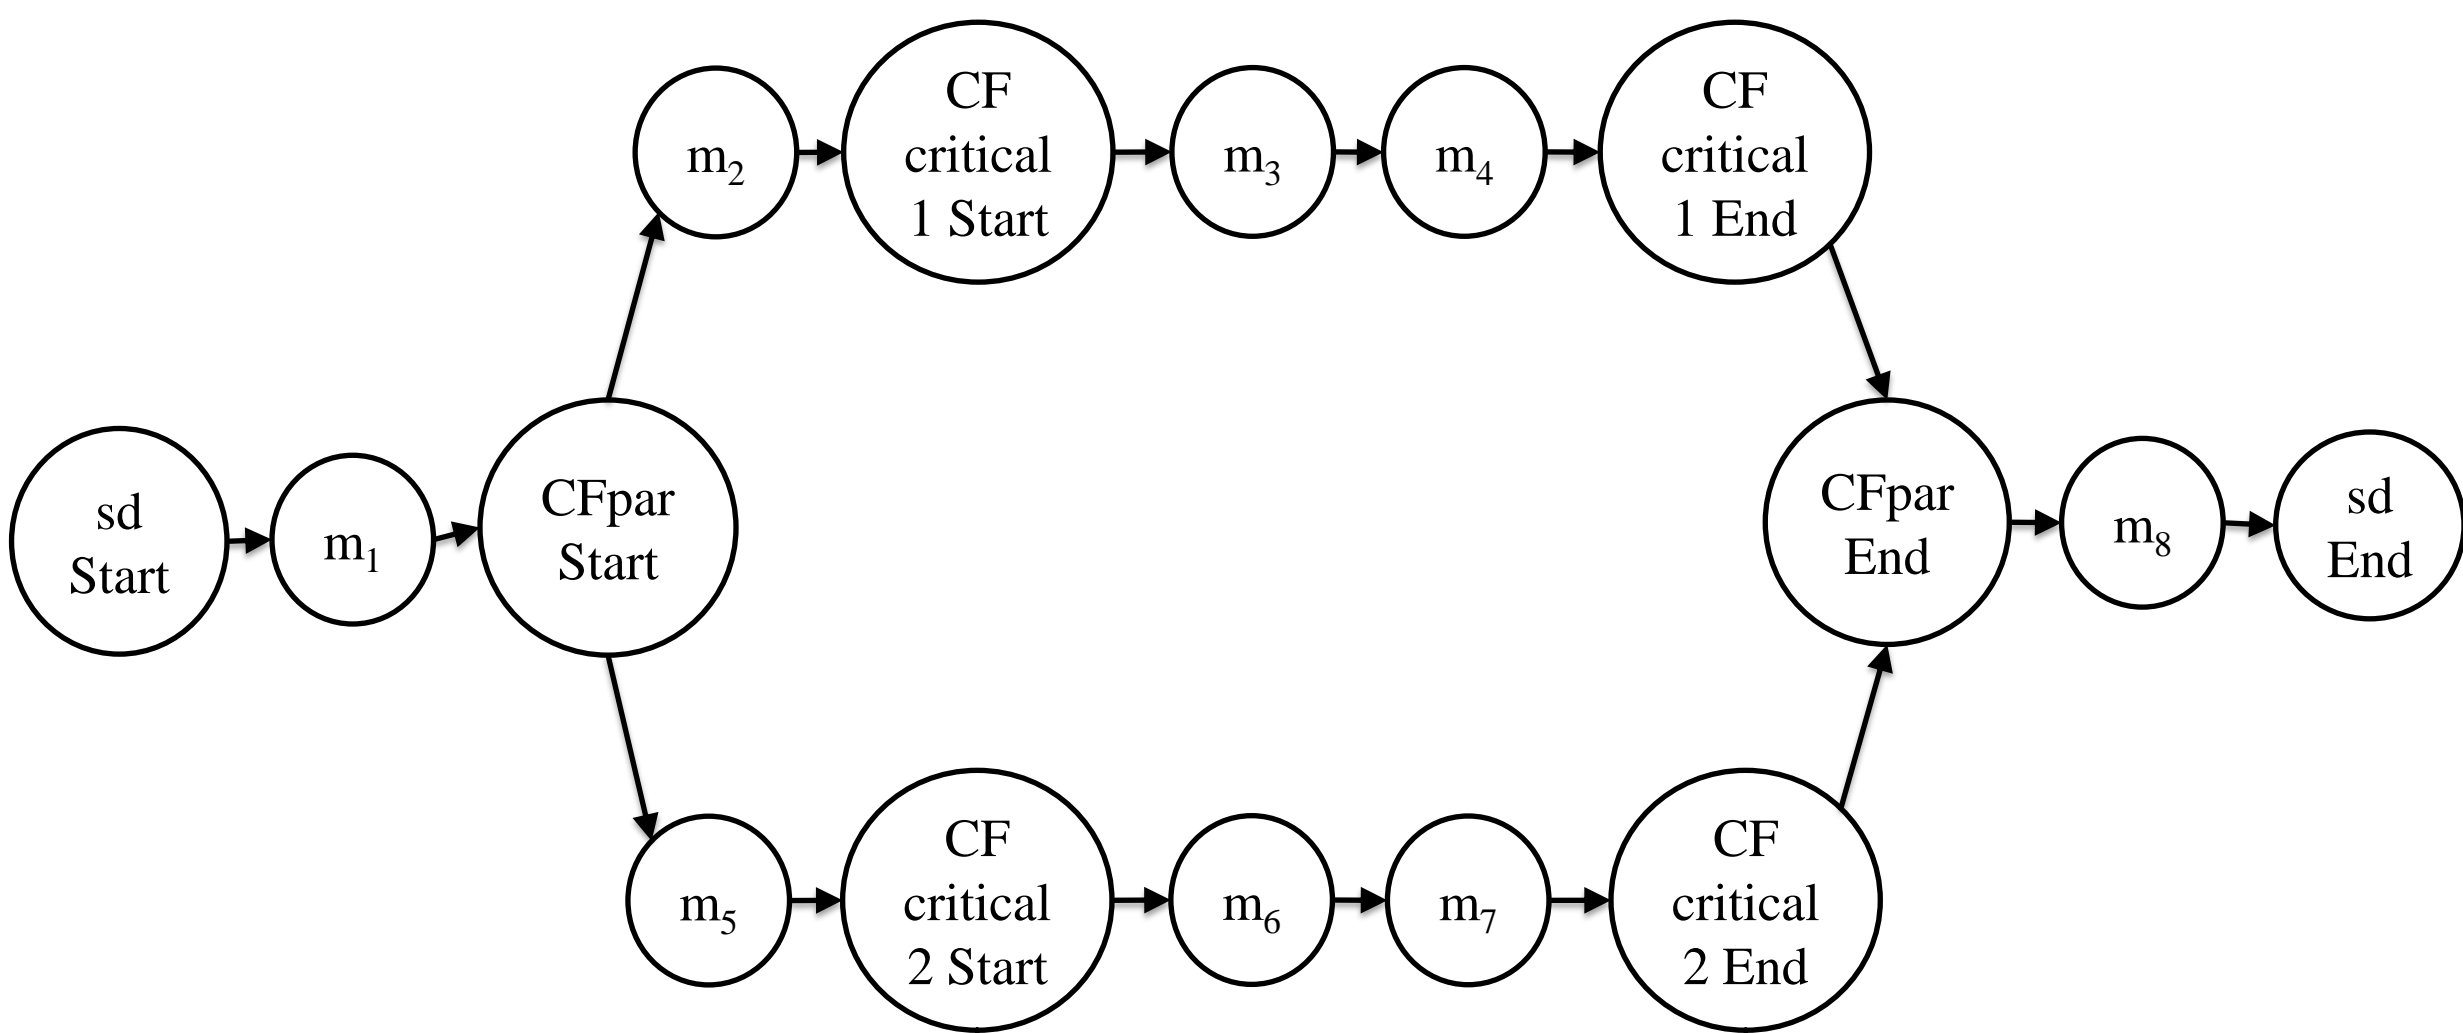 m₂
CF
critical
1 Start
m₃
m₄
CF
critical
1 End
sd
Start
m₁
CFpar
Start
CFpar
End
m₈
sd
End
m₅
CF
critical
2 Start
m₆
m₇
CF
critical
2 End